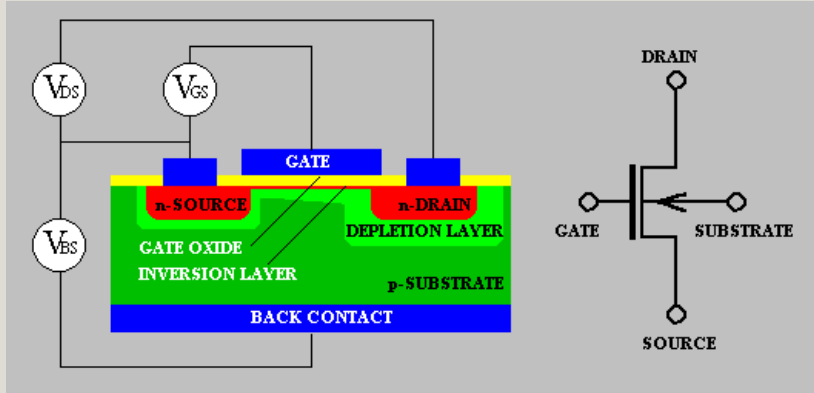 VDS
VGS
VBS
GATE
n-SOURCE
n-DRAIN
DEPLETION LAYER
GATE OXIDE
INVERSION LAYER
p-SUBSTRATE
BACK CONTACT
DRAIN
GATE
SUBSTRATE
SOURCE